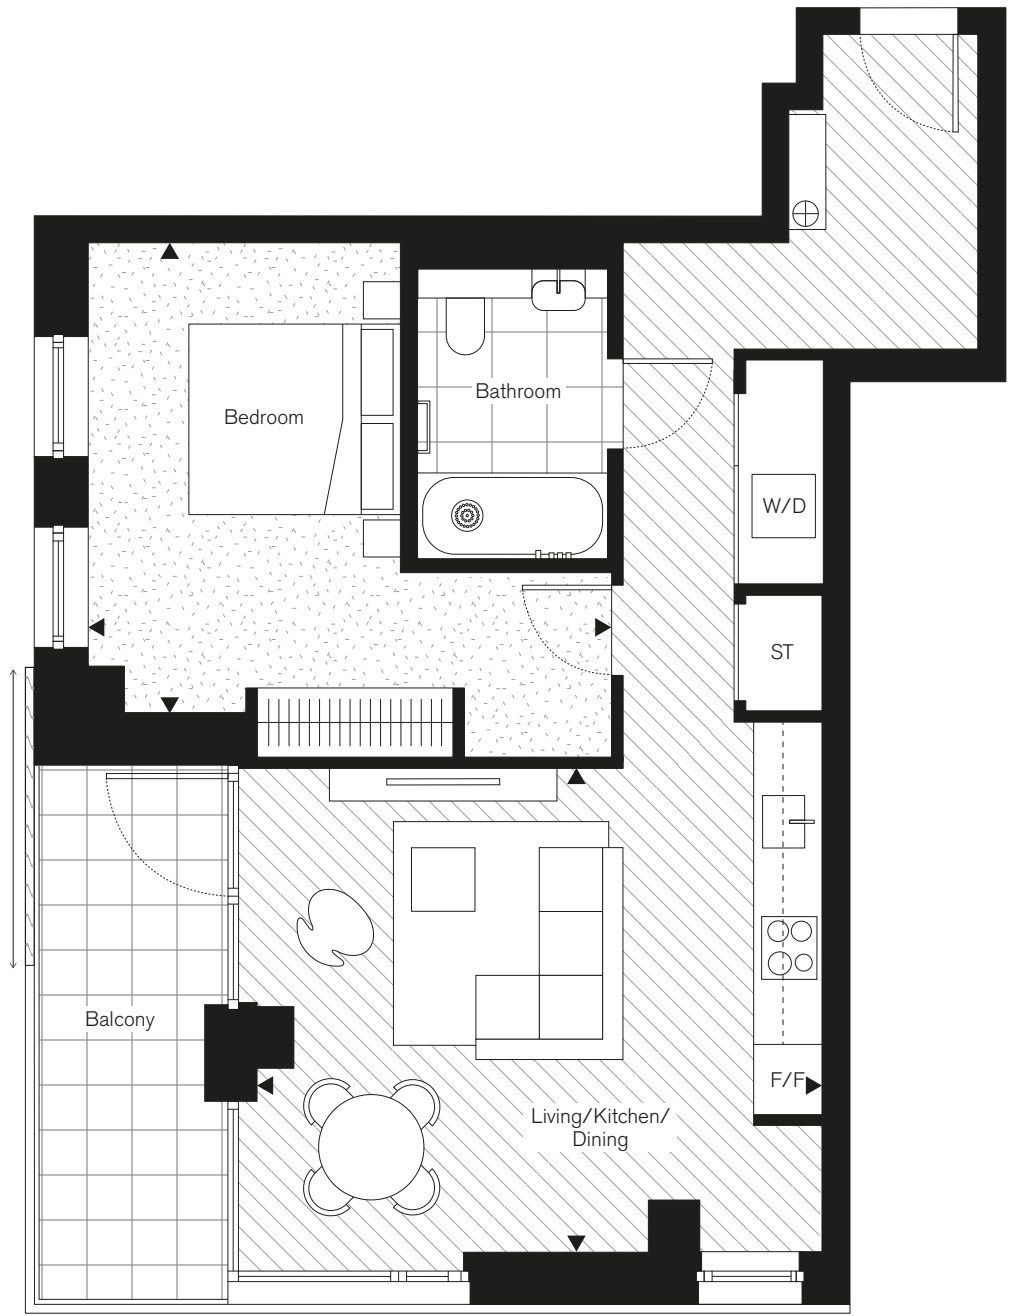 Bathroom
Bedroom
W/D
ST
Balcony
F/F
Living/Kitchen/
Dining